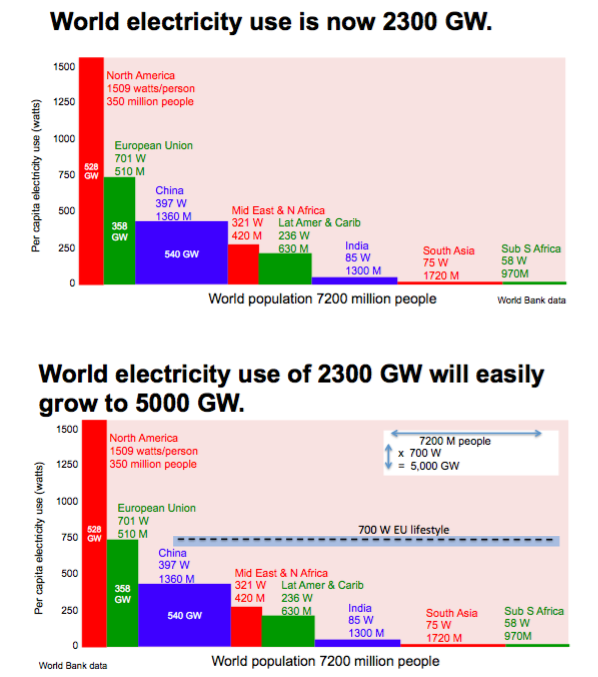 World electricity use is now 2300 GW.
Per capita electricity use (watts)
1500
1250
1000
750
500
250
0
North America
1509 watts/person
350 million people
528
GW
European Union
701 W
510 M
358
GW
China
397 W
1360 M
540 GW
Mid East & N Africa
321 W
420 M
Lat Amer & Carib
236 W
630 M
India
85 W
1300 M
South Asia
75 W
1720 M
Sub S Africa
58 W
970M
World population 7200 million people
World Bank data
World electricity use of 2300 GW will easily
grow to 5000 GW.
Per capita electricity use (watts)
1500
1250
1000
750
500
250
0
North America
1509 watts/person
350 million people
7200 M people
x 700 W
= 5,000 GW
528
GW
European Union
701 W
510 M
358
GW
700 W EU lifestyle
China
397 W
1360 M
540 GW
Mid East & N Africa
321 W
420 M
Lat Amer & Carib
236 W
630 M
India
85 W
1300 M
South Asia
75 W
1720 M
Sub S Africa
58 W
970M
World Bank data
World population 7200 million people